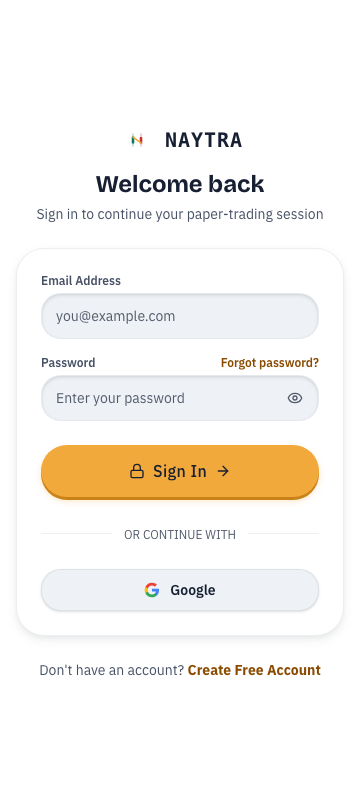 NAYTRA
Welcome back
Sign in to continue your paper-trading session
Email Address
you@example.com
Password Forgot password?
Enter your password
Sign In
OR CONTINUE WITH
Google
Don't have an account? Create Free Account